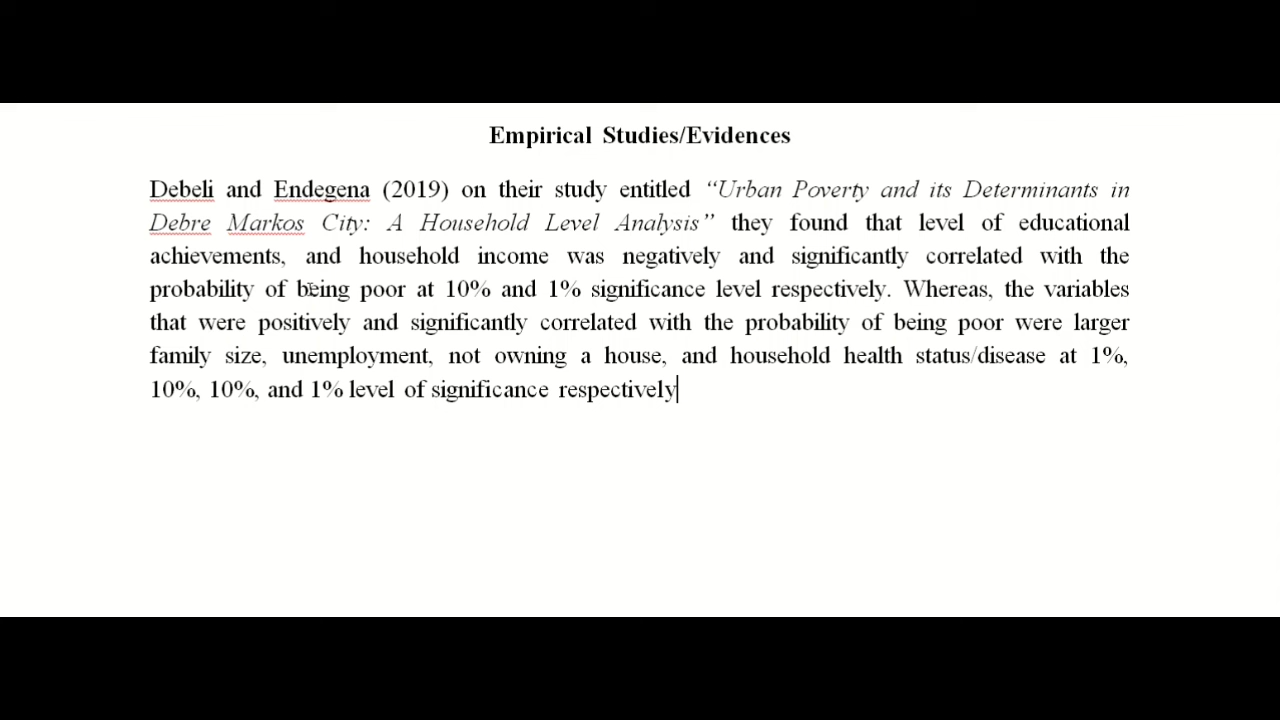 Empirical Studies/Evidences
Debeli and Endegena (2019) on their study entitled “Urban Poverty and its Determinants in
Debre Markos City: A Household Level Analysis” they found that level of educational
achievements, and household income was negatively and significantly correlated with the
probability of being poor at 10% and 1% significance level respectively. Whereas, the variables
that were positively and significantly correlated with the probability of being poor were larger
family size, unemployment, not owning a house, and household health status/disease at 1%,
10%, 10%, and 1% level of significance respectively